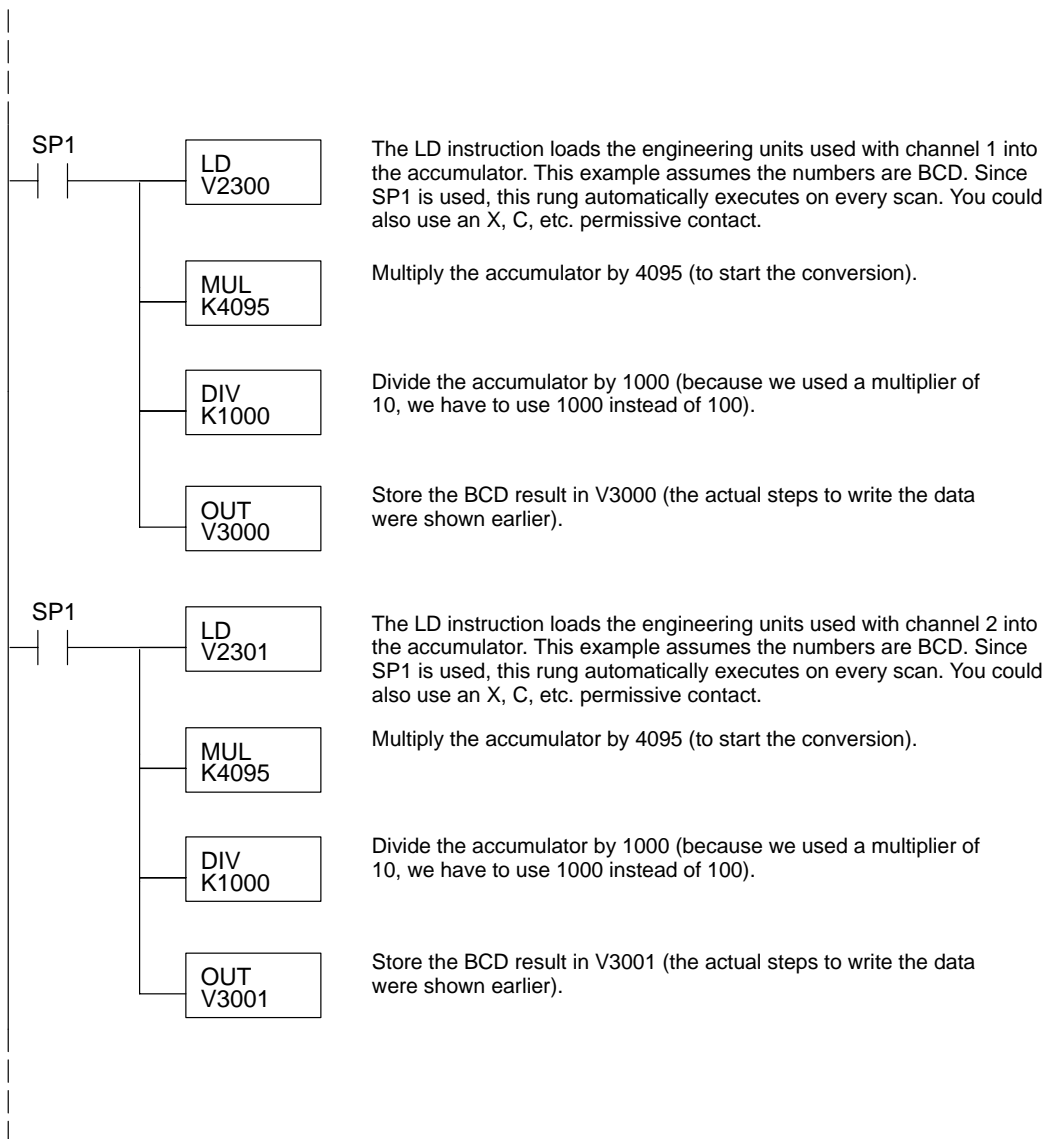 SP1
LD
V2300
The LD instruction loads the engineering units used with channel 1 into
the accumulator. This example assumes the numbers are BCD. Since
SP1 is used, this rung automatically executes on every scan. You could
also use an X, C, etc. permissive contact.
MUL
K4095
Multiply the accumulator by 4095 (to start the conversion).
DIV
K1000
Divide the accumulator by 1000 (because we used a multiplier of
10, we have to use 1000 instead of 100).
OUT
V3000
Store the BCD result in V3000 (the actual steps to write the data
were shown earlier).
SP1
LD
V2301
The LD instruction loads the engineering units used with channel 2 into
the accumulator. This example assumes the numbers are BCD. Since
SP1 is used, this rung automatically executes on every scan. You could
also use an X, C, etc. permissive contact.
MUL
K4095
Multiply the accumulator by 4095 (to start the conversion).
DIV
K1000
Divide the accumulator by 1000 (because we used a multiplier of
10, we have to use 1000 instead of 100).
OUT
V3001
Store the BCD result in V3001 (the actual steps to write the data
were shown earlier).